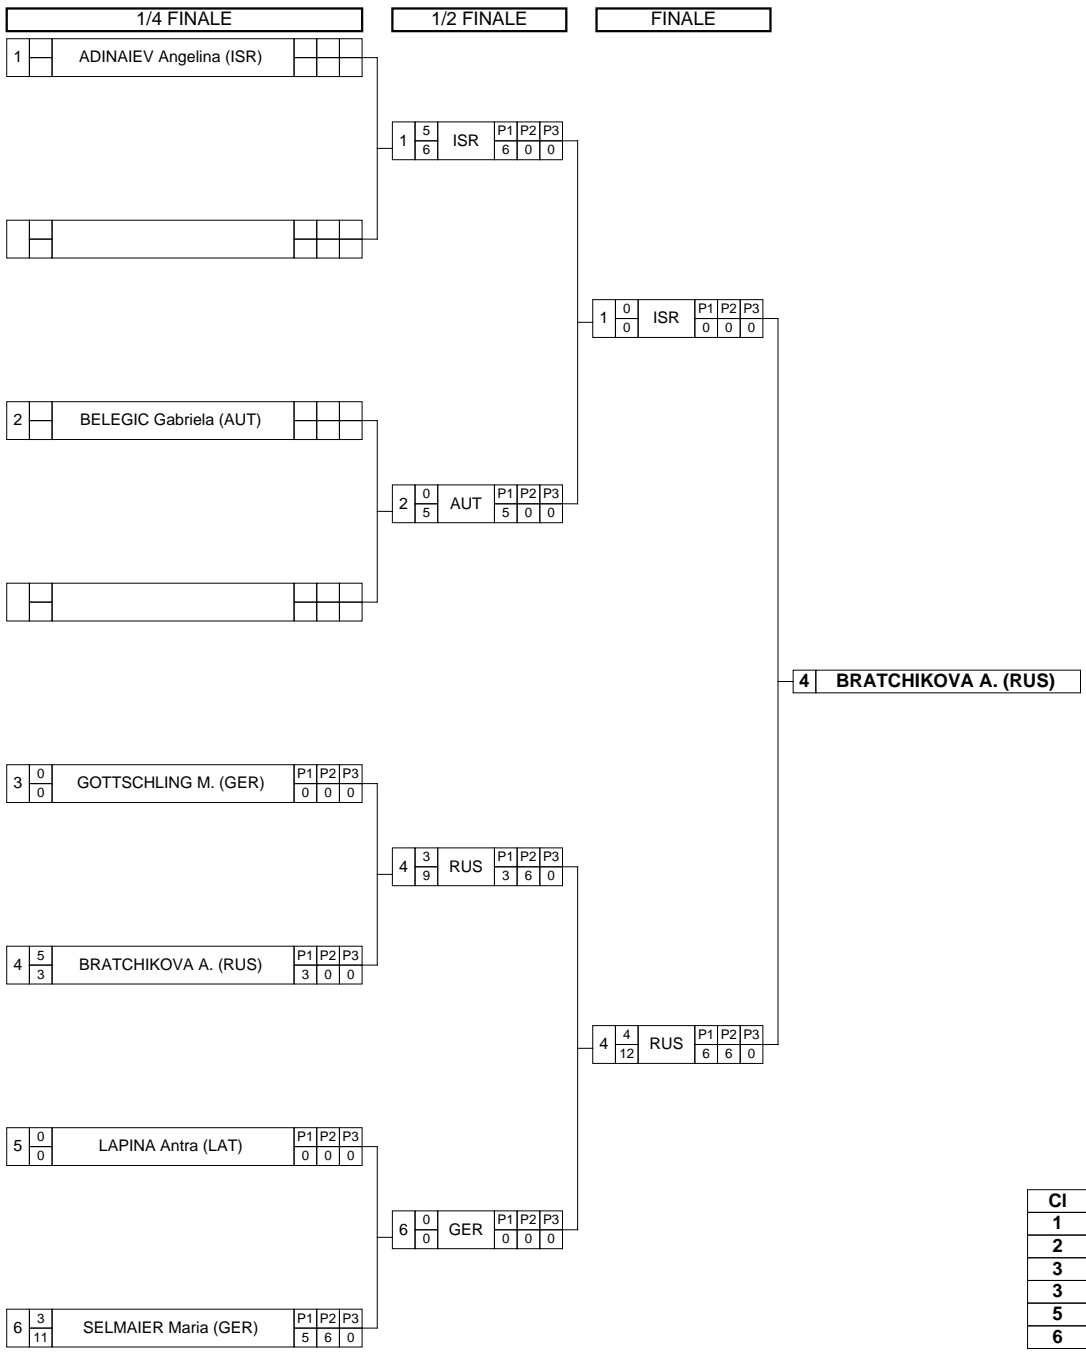 1/4 FINALE 1/2 FINALE FINALE
1 ADINAIEV Angelina (ISR)
1 5 6 ISR P1 P2 P3 6 0 0
1 0 0 ISR P1 P2 P3 0 0 0
2 BELEGIC Gabriela (AUT)
2 0 5 AUT P1 P2 P3 5 0 0
4 BRATCHIKOVA A. (RUS)
3 0 0 GOTTSCHLING M. (GER) P1 P2 P3 0 0 0
4 3 9 RUS P1 P2 P3 3 6 0
4 5 3 BRATCHIKOVA A. (RUS) P1 P2 P3 3 0 0
4 4 12 RUS P1 P2 P3 6 6 0
5 0 0 LAPINA Antra (LAT) P1 P2 P3 0 0 0
6 0 0 GER P1 P2 P3 0 0 0
6 3 11 SELMAIER Maria (GER) P1 P2 P3 5 6 0
Cl
1
2
3
3
5
6